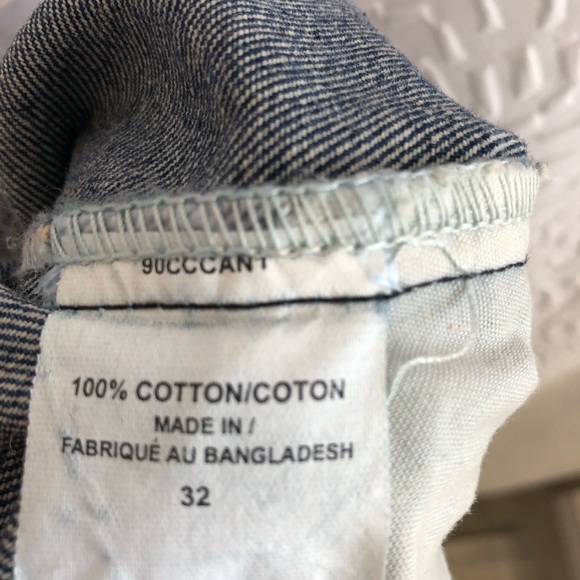 90CCCANT
100% COTTON/COTON
MADE IN /
FABRIQUÉ AU BANGLADESH
32